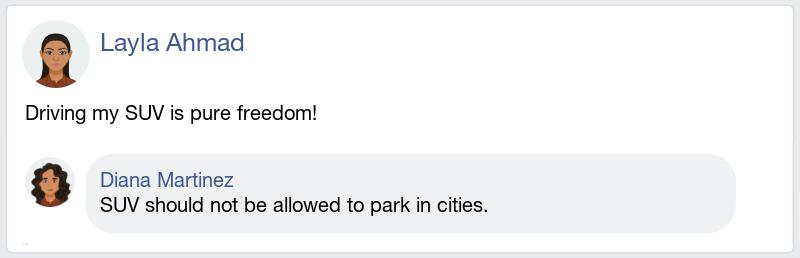 Layla Ahmad
Driving my SUV is pure freedom!
Diana Martinez
SUV should not be allowed to park in cities.